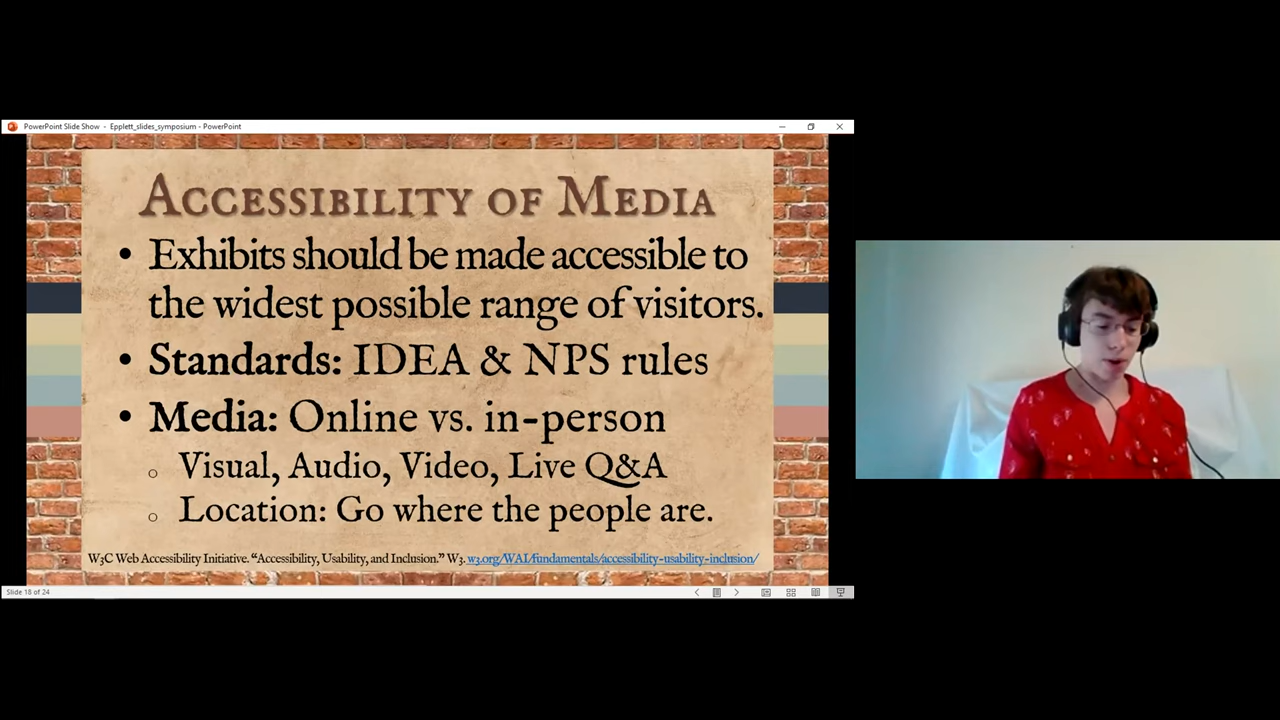 PowerPoint Slide Show - Epplett_slides_symposium - PowerPoint
Accessibility of Media
• Exhibits should be made accessible to
the widest possible range of visitors.
• Standards: IDEA & NPS rules
• Media: Online vs. in-person
○ Visual, Audio, Video, Live Q&A
○ Location: Go where the people are.
W3C Web Accessibility Initiative. “Accessibility, Usability, and Inclusion.” W3. w3.org/WAI/fundamentals/accessibility-usability-inclusion/
Slide 18 of 24